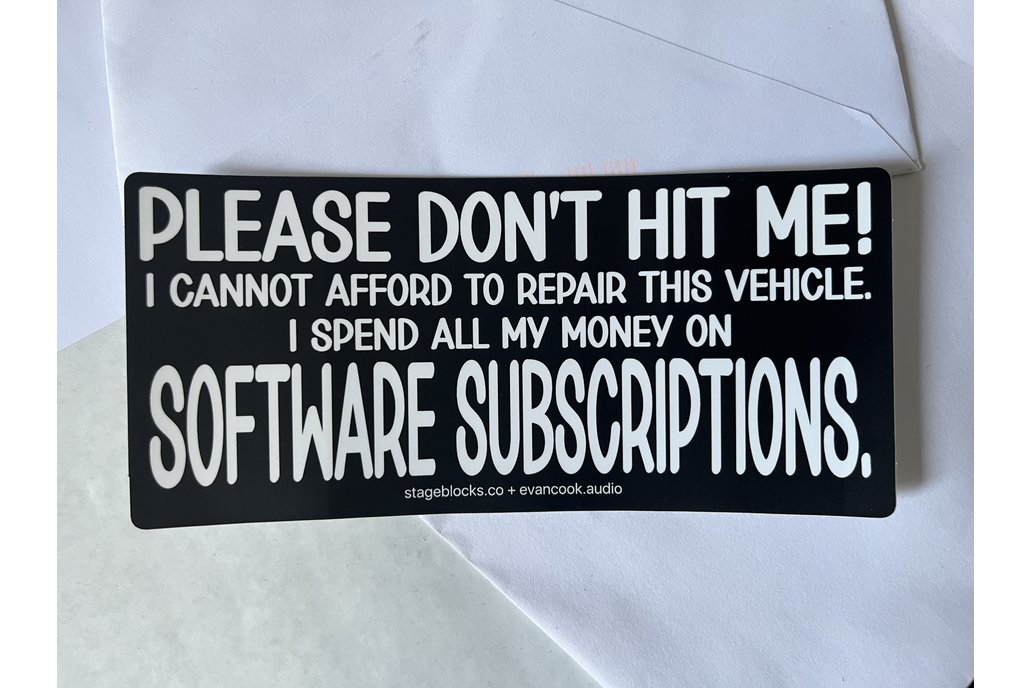 PLEASE DON'T HIT ME!
I CANNOT AFFORD TO REPAIR THIS VEHICLE.
I SPEND ALL MY MONEY ON
SOFTWARE SUBSCRIPTIONS.
stageblocks.co + evancook.audio